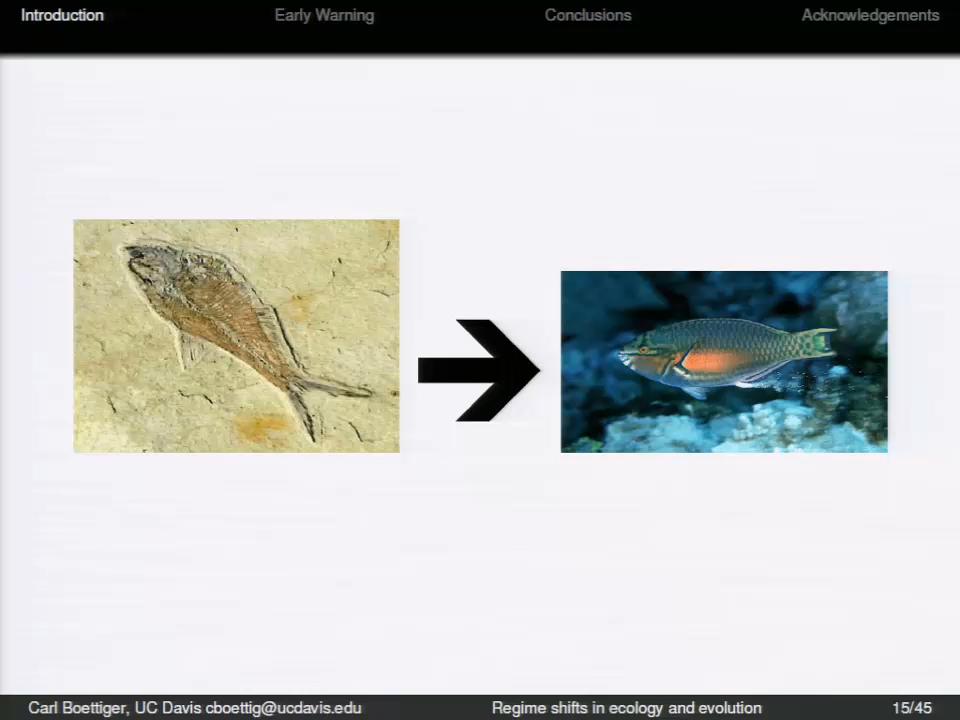 Introduction Early Warning Conclusions Acknowledgements
Carl Boettiger, UC Davis cboettig@ucdavis.edu Regime shifts in ecology and evolution 15/45